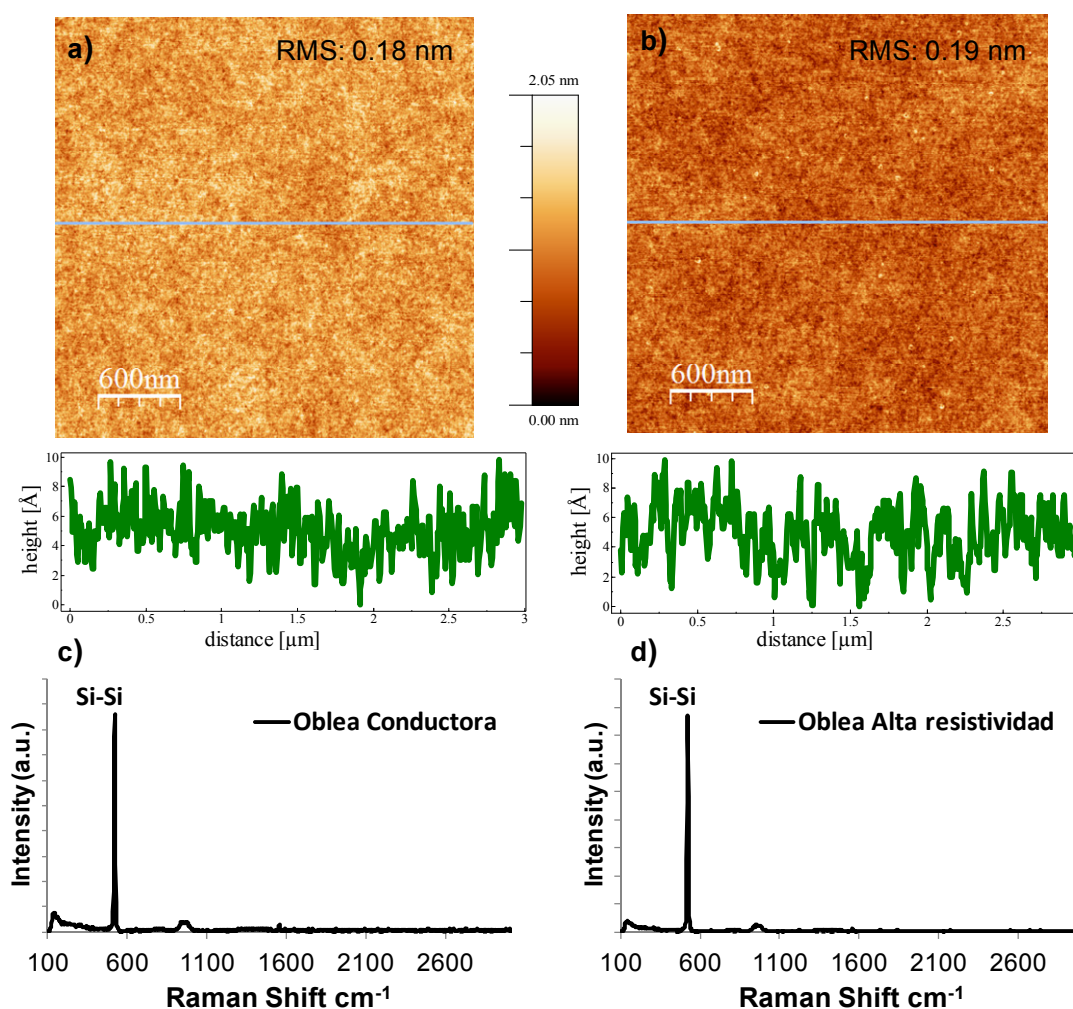 a)
RMS: 0.18 nm
2.05 nm
0.00 nm
600nm
b)
RMS: 0.19 nm
600nm
height [Å]
10
8
6
4
2
0
0
0.5
1
1.5
2
2.5
3
distance [µm]
height [Å]
10
8
6
4
2
0
0
0.5
1
1.5
2
2.5
distance [µm]
c)
Si-Si
Oblea Conductora
Intensity (a.u.)
100 600 1100 1600 2100 2600
Raman Shift cm⁻¹
d)
Si-Si
Oblea Alta resistividad
Intensity (a.u.)
100 600 1100 1600 2100 2600
Raman Shift cm⁻¹